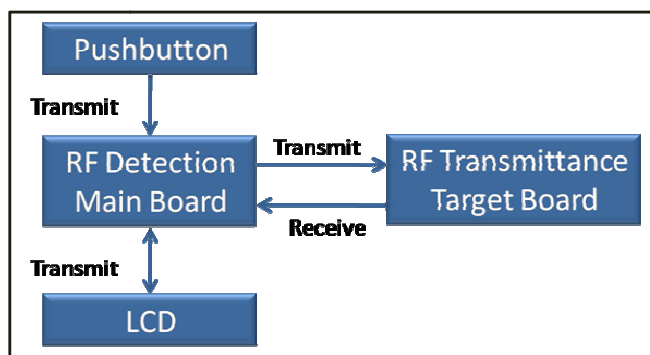 Pushbutton
Transmit
RF Detection
Main Board
Transmit
RF Transmittance
Target Board
Receive
Transmit
LCD